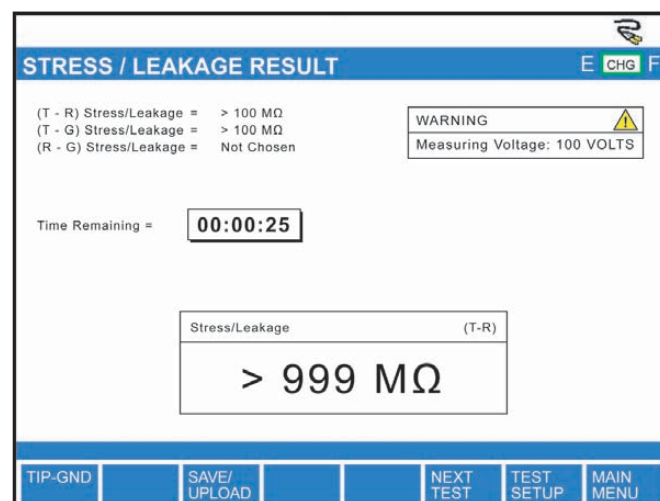 STRESS / LEAKAGE RESULT
E CHG F
(T - R) Stress/Leakage = > 100 MΩ
(T - G) Stress/Leakage = > 100 MΩ
(R - G) Stress/Leakage = Not Chosen
WARNING
Measuring Voltage: 100 VOLTS
Time Remaining = 00:00:25
Stress/Leakage (T-R)
> 999 MΩ
TIP-GND
SAVE/
UPLOAD
NEXT
TEST
TEST
SETUP
MAIN
MENU